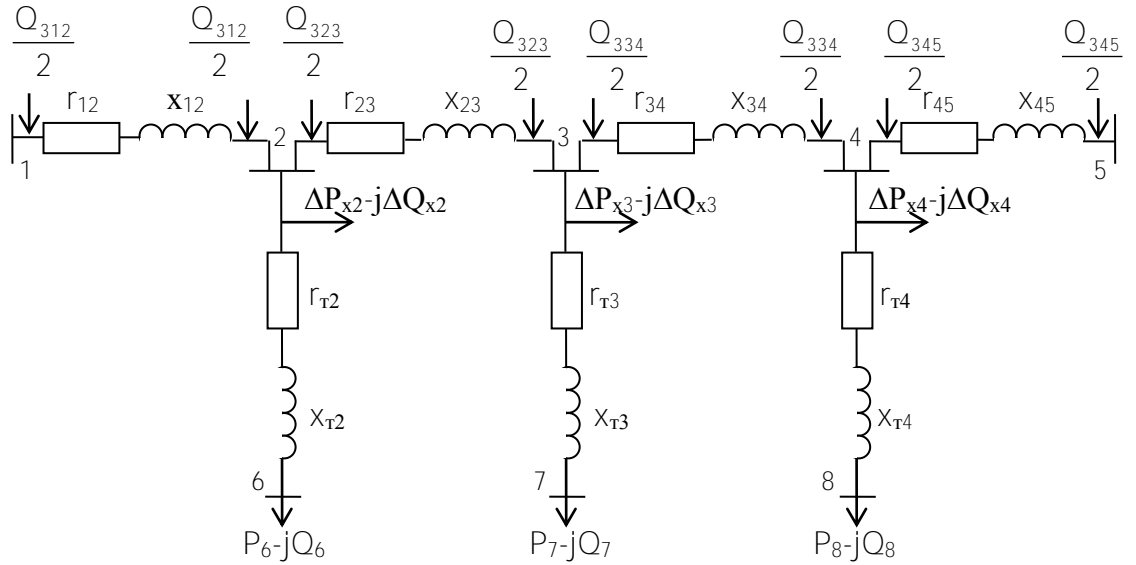 Q₃₁₂ Q₃₁₂ Q₃₂₃ Q₃₂₃ Q₃₃₄ Q₃₃₄ Q₃₄₅ Q₃₄₅
2 2 2 2 2 2 2 2
r₁₂ x₁₂ r₂₃ x₂₃ r₃₄ x₃₄ r₄₅ x₄₅
1 2 3 4 5
ΔPₓ₂-jΔQₓ₂ ΔPₓ₃-jΔQₓ₃ ΔPₓ₄-jΔQₓ₄
rт₂ rт₃ rт₄
xт₂ xт₃ xт₄
6 7 8
P₆-jQ₆ P₇-jQ₇ P₈-jQ₈